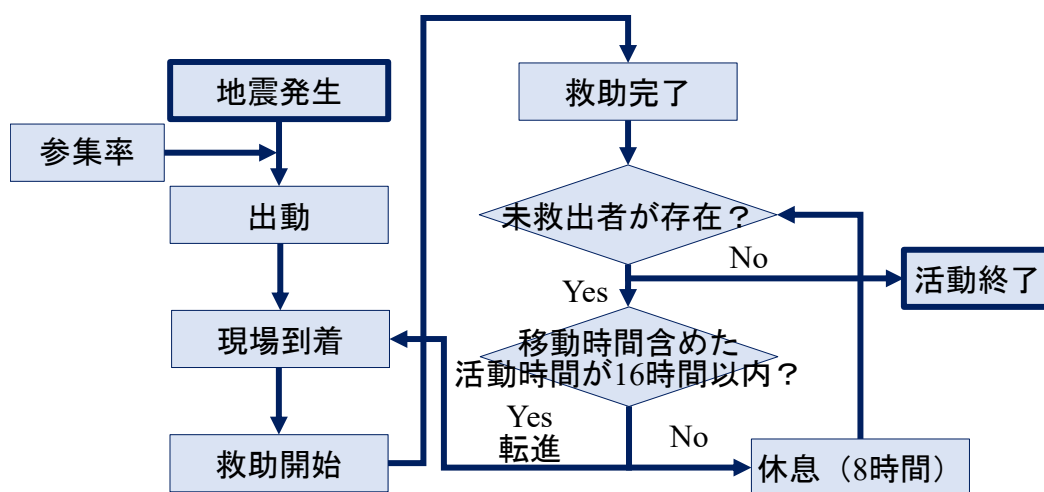 地震発生
参集率
出動
現場到着
救助開始
救助完了
未救出者が存在？
No
活動終了
Yes
移動時間含めた
活動時間が16時間以内？
Yes
転進
No
休息（8時間）